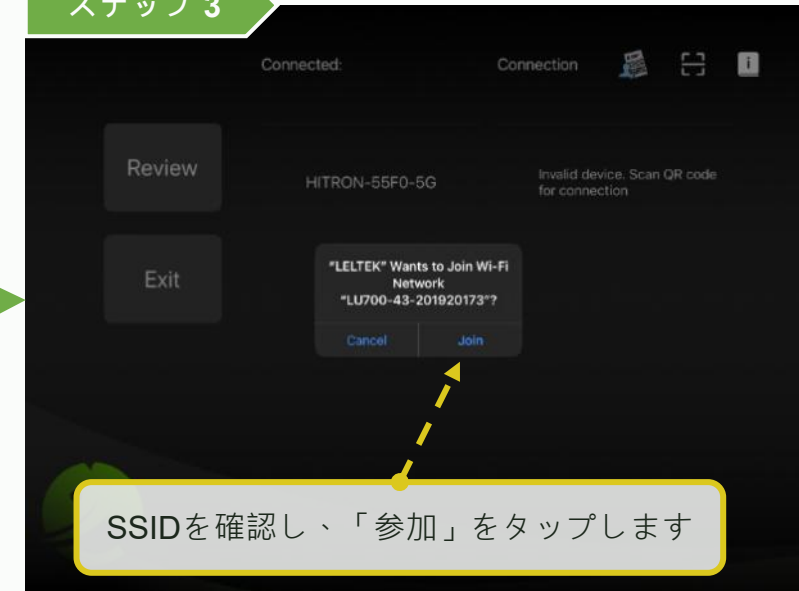 ステップ 3
Connected:
Connection
Review
HITRON-55F0-5G
Invalid device. Scan QR code
for connection
Exit
"LELTEK" Wants to Join Wi-Fi
Network
"LU700-43-201920173"?
Cancel
Join
SSIDを確認し、「参加」をタップします